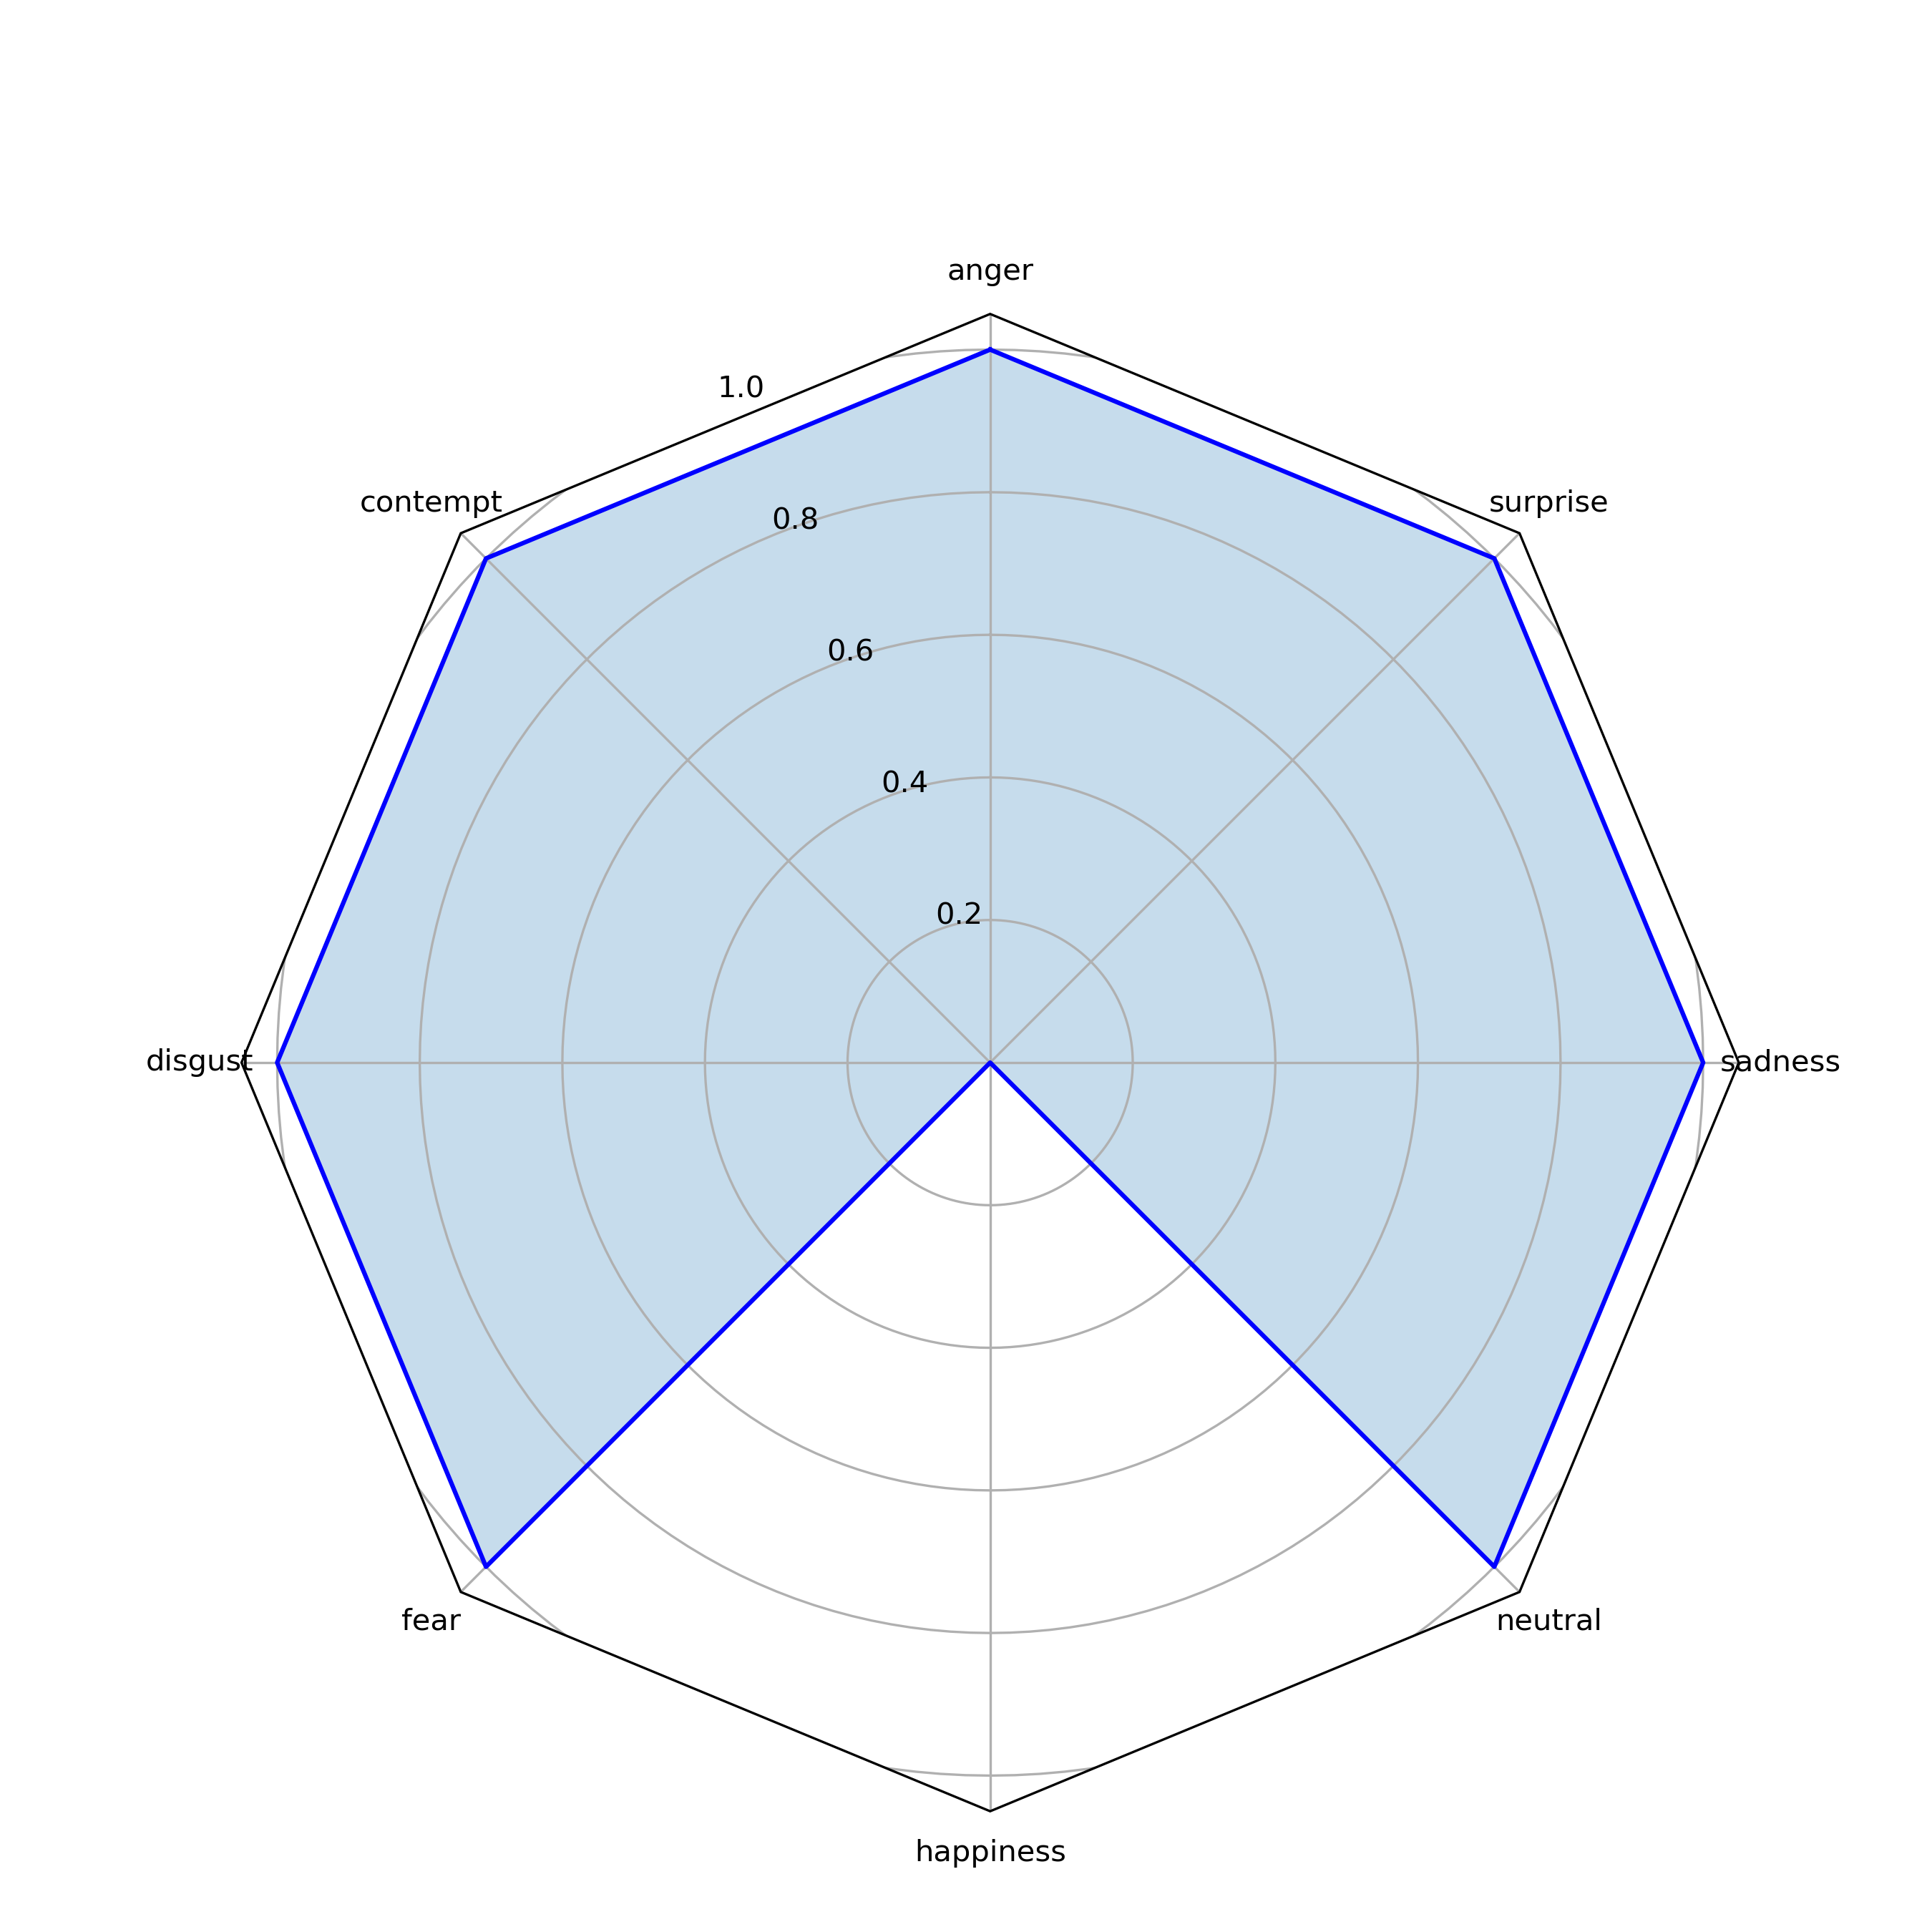 anger
1.0
contempt
surprise
0.8
0.6
0.4
0.2
disgust
sadness
fear
neutral
happiness